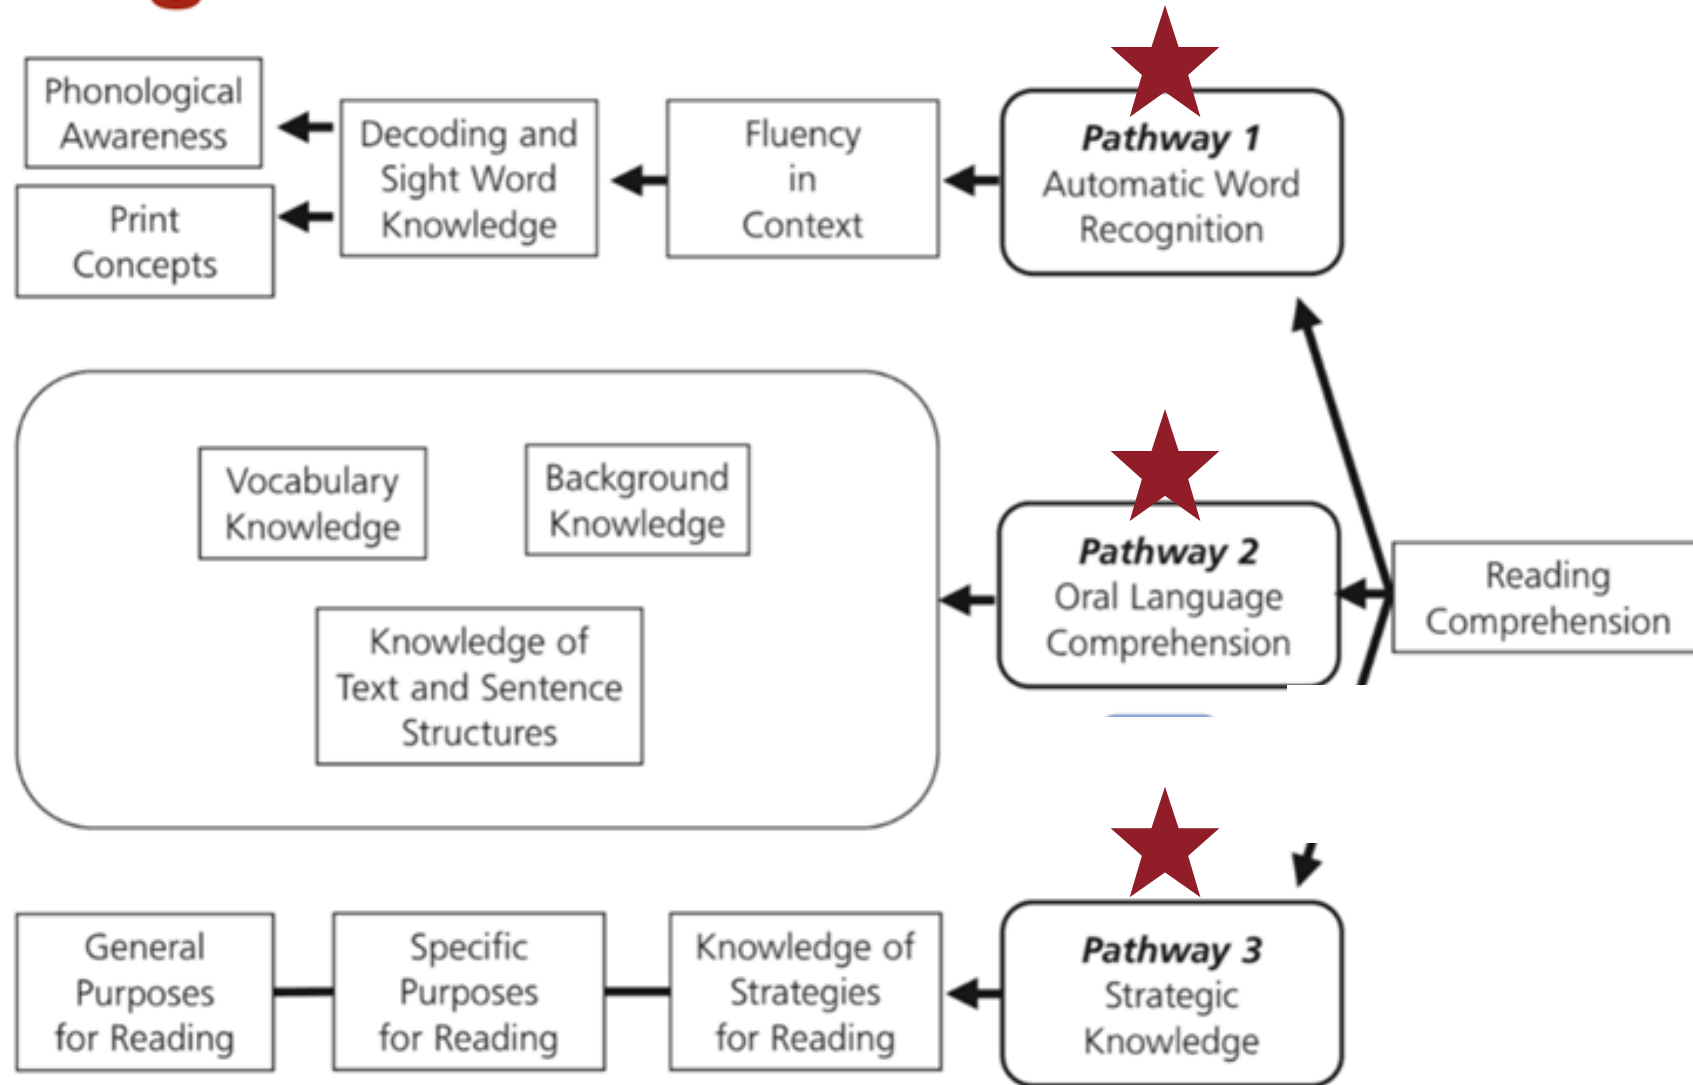 Phonological
Awareness
Print
Concepts
Decoding and
Sight Word
Knowledge
Fluency
in
Context
Pathway 1
Automatic Word
Recognition
Vocabulary
Knowledge
Background
Knowledge
Knowledge of
Text and Sentence
Structures
Pathway 2
Oral Language
Comprehension
Reading
Comprehension
General
Purposes
for Reading
Specific
Purposes
for Reading
Knowledge of
Strategies
for Reading
Pathway 3
Strategic
Knowledge